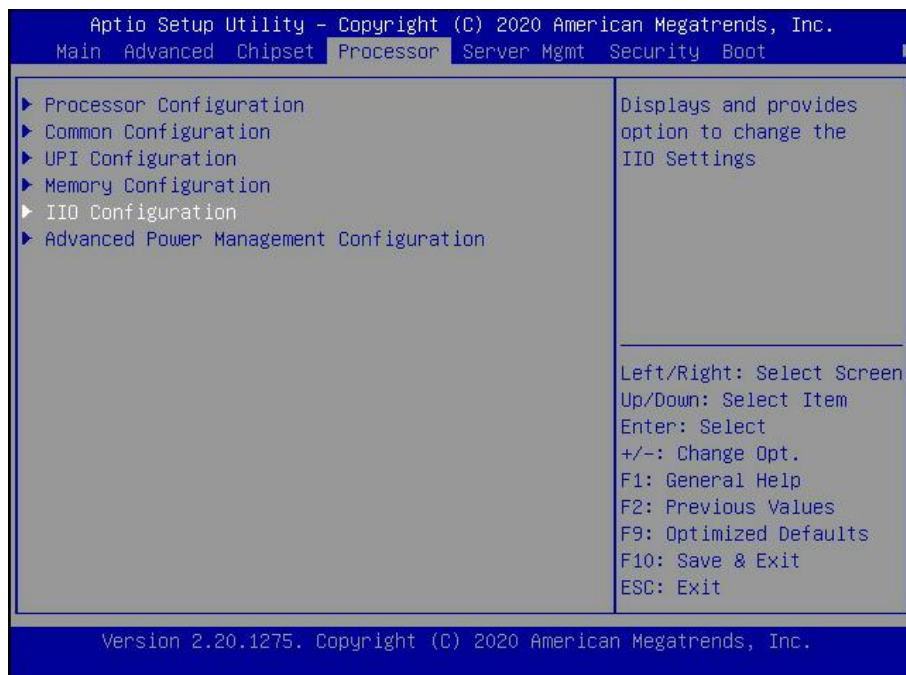 Aptio Setup Utility – Copyright (C) 2020 American Megatrends, Inc.
Main Advanced Chipset Processor Server Mgmt Security Boot
Processor Configuration
Common Configuration
UPI Configuration
Memory Configuration
IIO Configuration
Advanced Power Management Configuration
Displays and provides
option to change the
IIO Settings
Left/Right: Select Screen
Up/Down: Select Item
Enter: Select
+/-: Change Opt.
F1: General Help
F2: Previous Values
F9: Optimized Defaults
F10: Save & Exit
ESC: Exit
Version 2.20.1275. Copyright (C) 2020 American Megatrends, Inc.